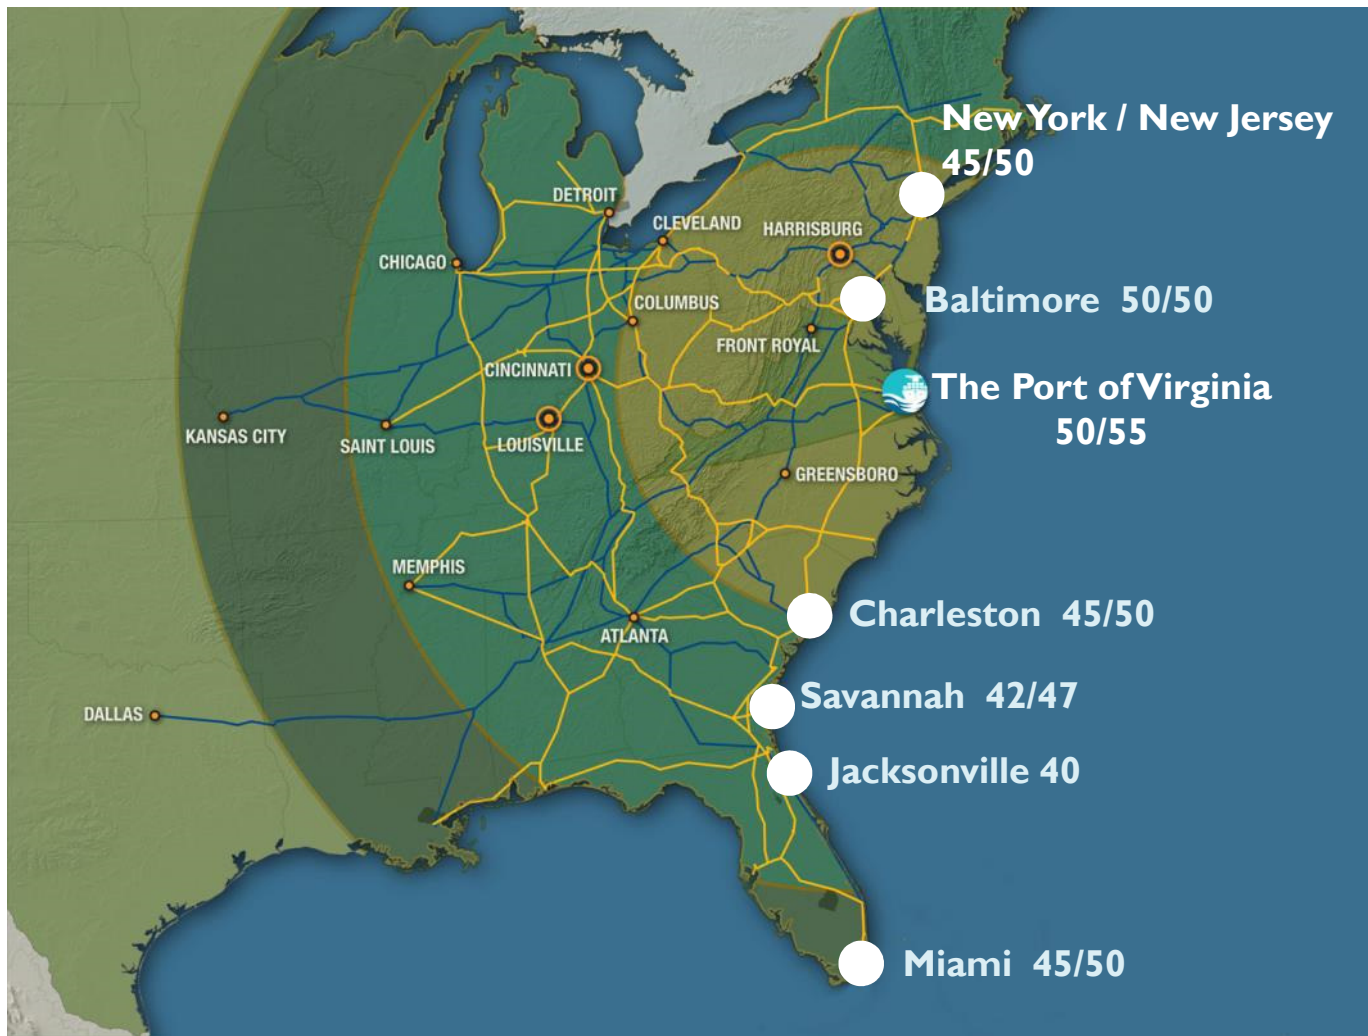 New York / New Jersey
45/50
DETROIT
CLEVELAND
HARRISBURG
CHICAGO
COLUMBUS
Baltimore 50/50
FRONT ROYAL
CINCINNATI
The Port of Virginia
50/55
KANSAS CITY
SAINT LOUIS
LOUISVILLE
GREENSBORO
MEMPHIS
Charleston 45/50
ATLANTA
Savannah 42/47
DALLAS
Jacksonville 40
Miami 45/50